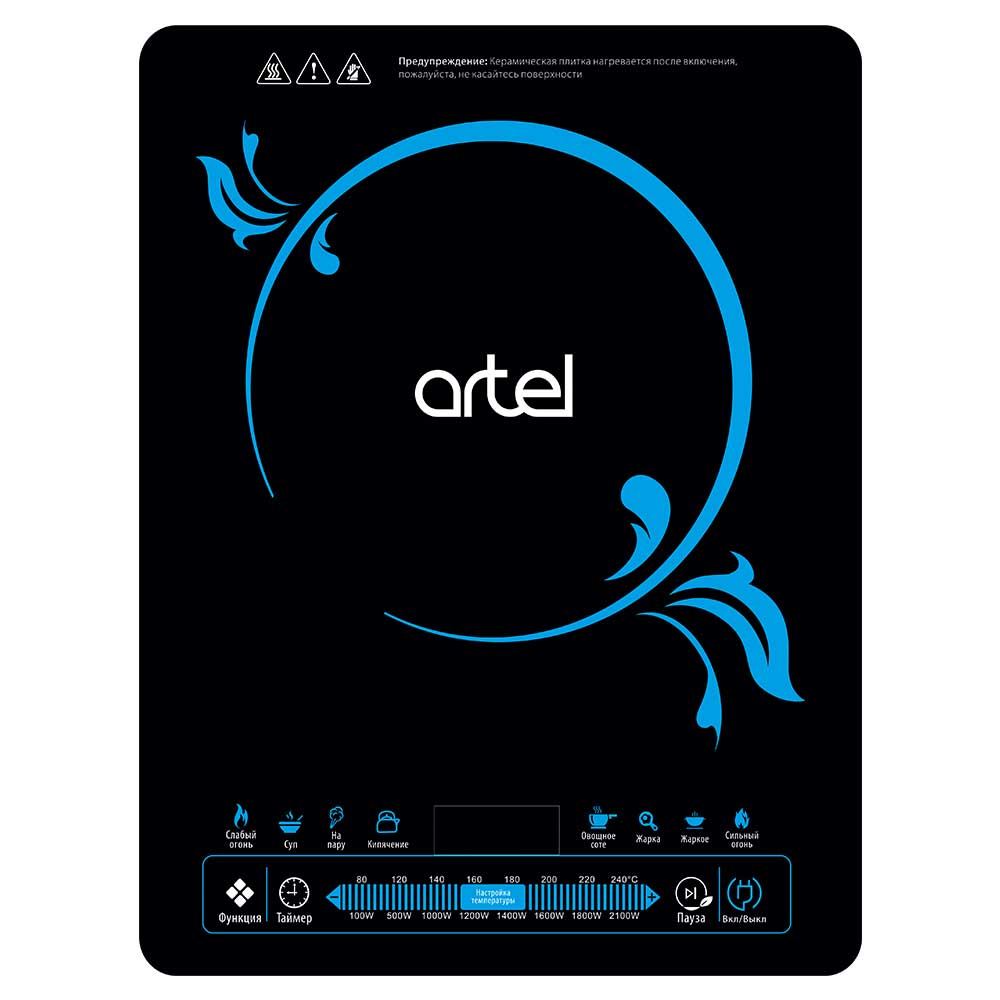 Предупреждение: Керамическая плитка нагревается после включения,
пожалуйста, не касайтесь поверхности
artel
Слабый огонь
Суп
На пару
Кипячение
Овощное соте
Жарка
Жаркое
Сильный огонь
80 120 140 160 180 200 220 240°C
Функция
Таймер
−
Настройка
температуры
+
Пауза
Вкл/Выкл
100W 500W 1000W 1200W 1400W 1600W 1800W 2100W